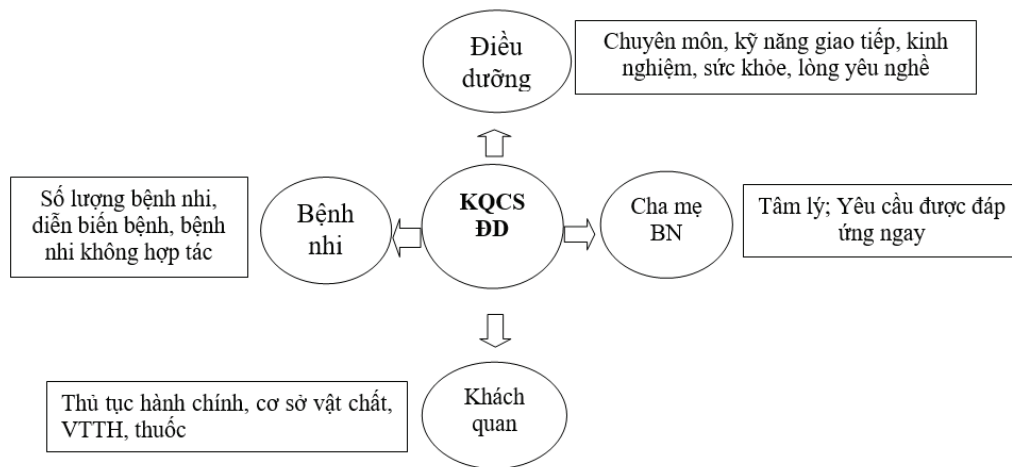 Điều
dưỡng
Chuyên môn, kỹ năng giao tiếp, kinh
nghiệm, sức khỏe, lòng yêu nghề
Số lượng bệnh nhi,
diễn biến bệnh, bệnh
nhi không hợp tác
Bệnh
nhi
KQCS
ĐD
Cha mẹ
BN
Tâm lý; Yêu cầu được đáp
ứng ngay
Thủ tục hành chính, cơ sở vật chất,
VTTH, thuốc
Khách
quan